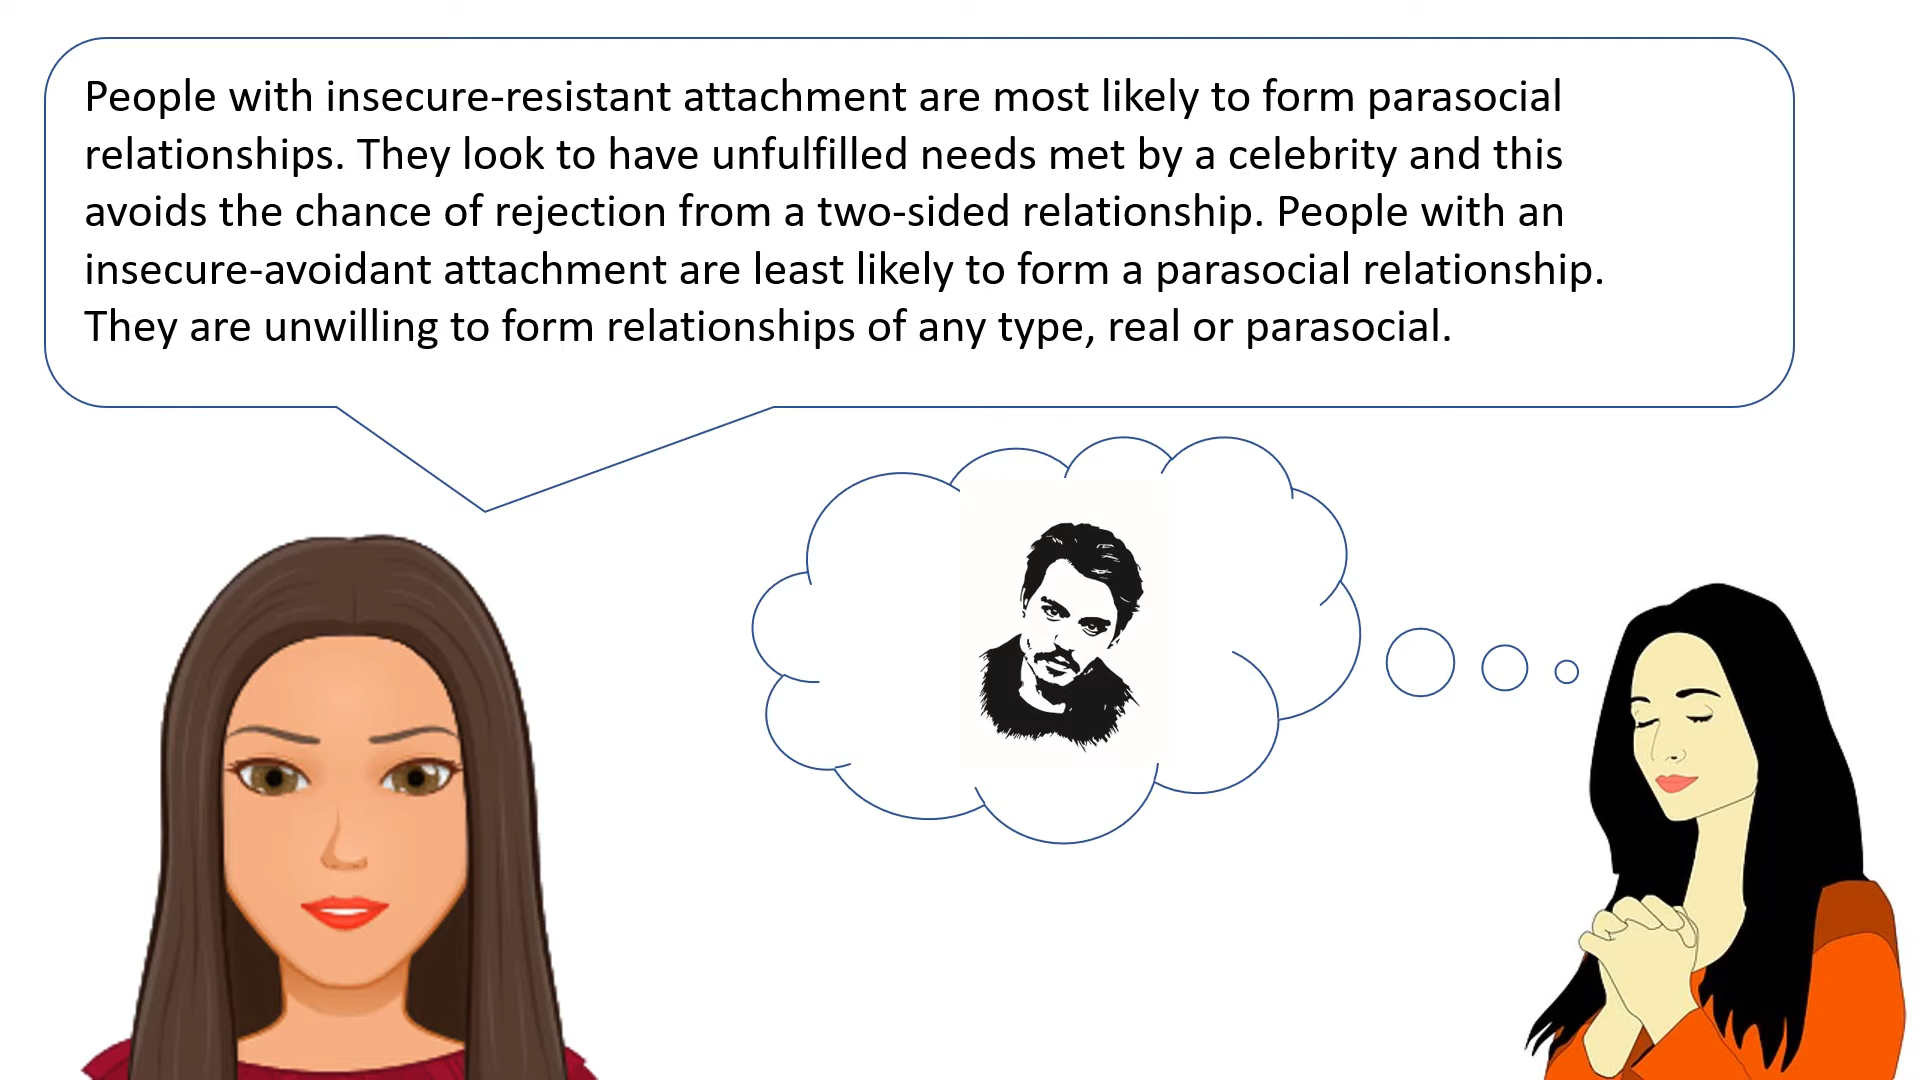 People with insecure-resistant attachment are most likely to form parasocial
relationships. They look to have unfulfilled needs met by a celebrity and this
avoids the chance of rejection from a two-sided relationship. People with an
insecure-avoidant attachment are least likely to form a parasocial relationship.
They are unwilling to form relationships of any type, real or parasocial.